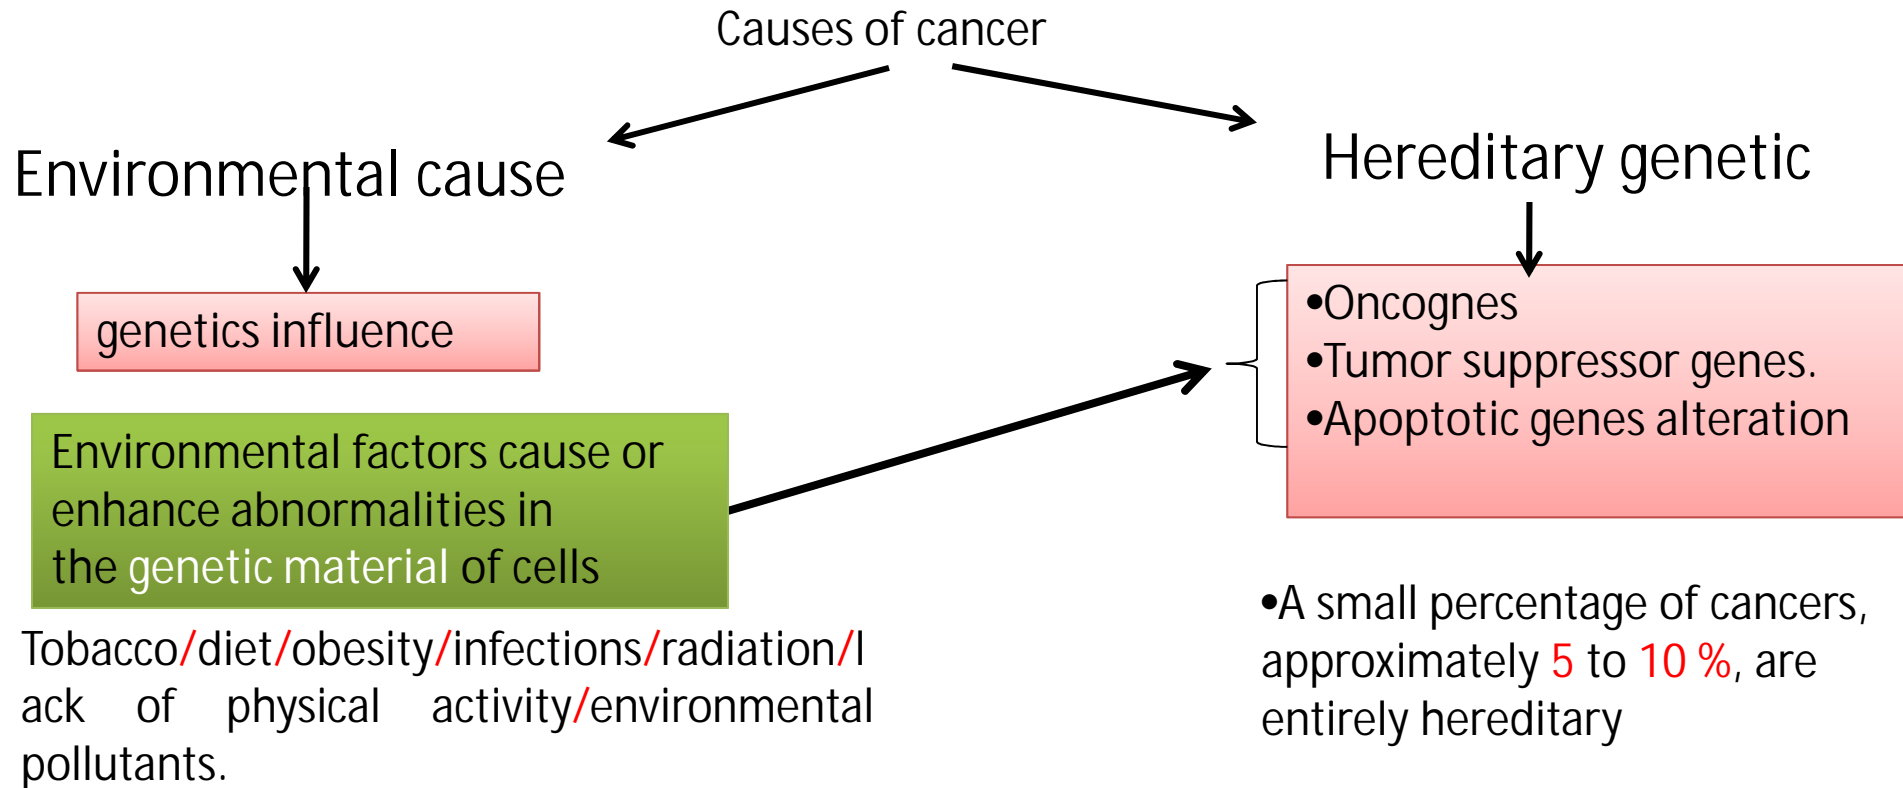 Causes of cancer
Environmental cause
genetics influence
Environmental factors cause or
enhance abnormalities in
the genetic material of cells
Tobacco/diet/obesity/infections/radiation/l
ack of physical activity/environmental
pollutants.
Hereditary genetic
•Oncognes
•Tumor suppressor genes.
•Apoptotic genes alteration
•A small percentage of cancers,
approximately 5 to 10 %, are
entirely hereditary